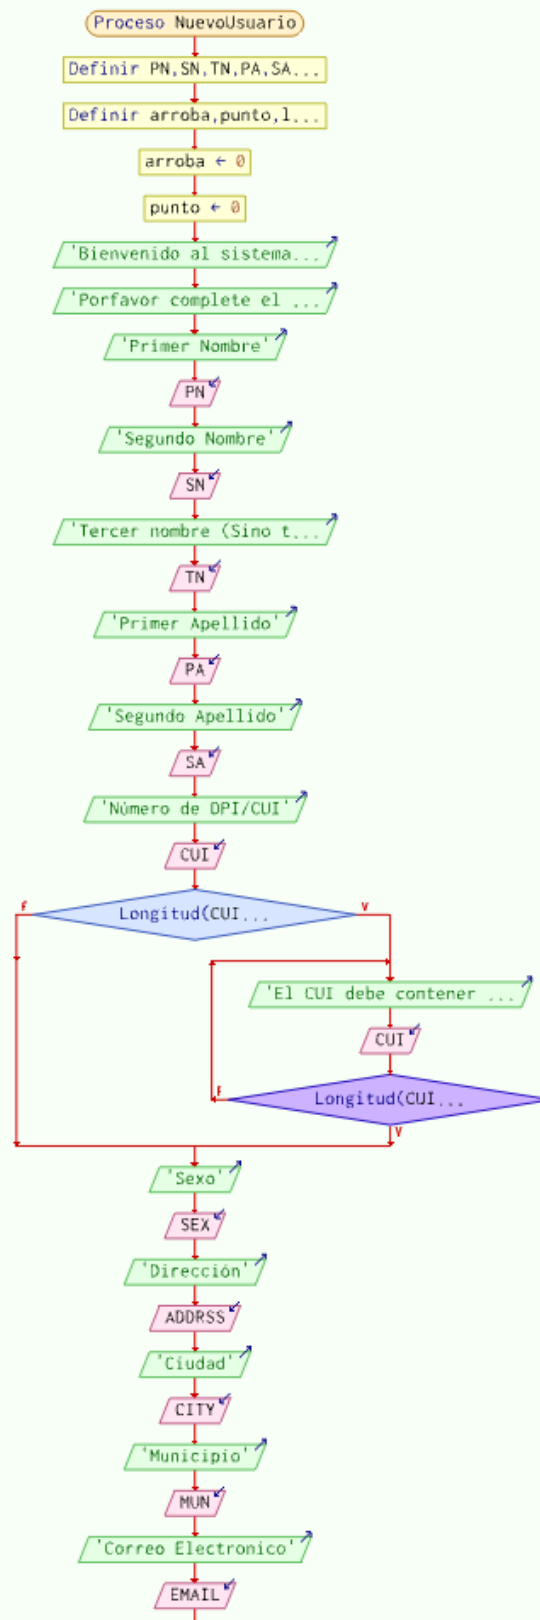 Proceso NuevoUsuario
Definir PN,SN,TN,PA,SA...
Definir arroba,punto,l...
arroba ← 0
punto ← 0
'Bienvenido al sistema...
'Porfavor complete el ...
'Primer Nombre'
PN
'Segundo Nombre'
SN
'Tercer nombre (Sino t...
TN
'Primer Apellido'
PA
'Segundo Apellido'
SA
'Número de DPI/CUI'
CUI
F
V
Longitud(CUI...
'El CUI debe contener ...
CUI
F
Longitud(CUI...
V
'Sexo'
SEX
'Dirección'
ADDRSS
'Ciudad'
CITY
'Municipio'
MUN
'Correo Electronico'
EMAIL